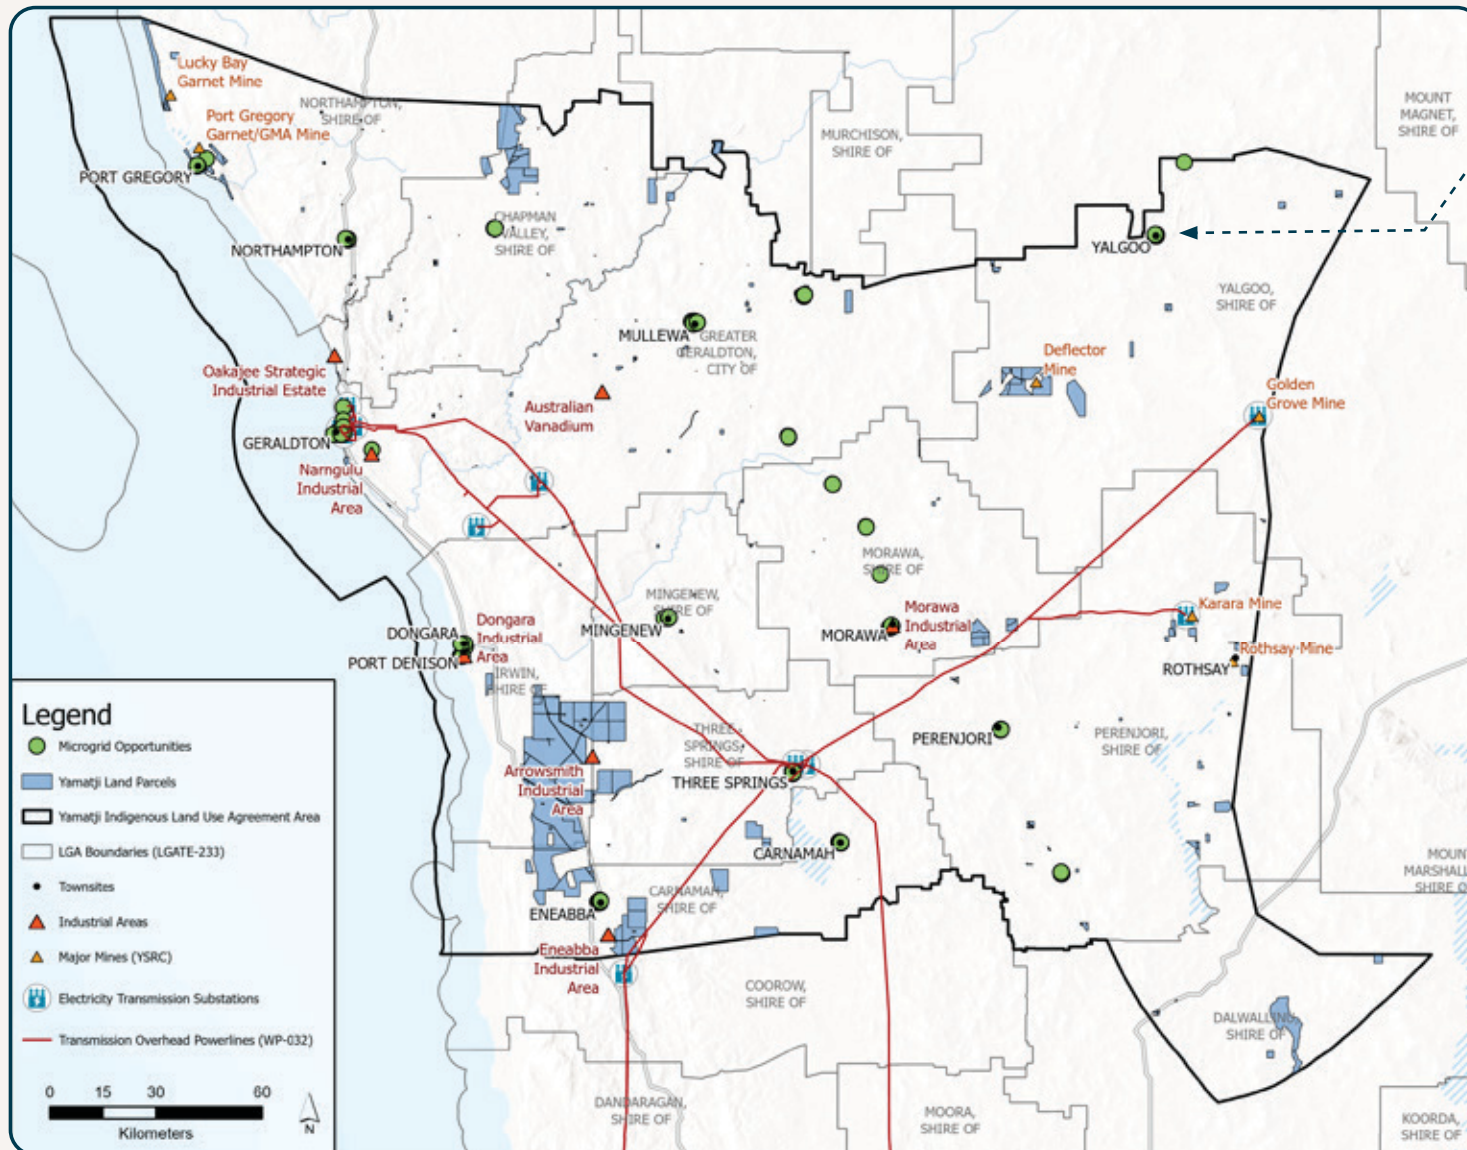 Lucky Bay
Garnet Mine
NORTHAMPTON,
SHIRE OF
Port Gregory
Garnet/GMA Mine
MURCHISON,
SHIRE OF
MOUNT
MAGNET,
SHIRE OF
PORT GREGORY
CHAPMAN
VALLEY,
SHIRE OF
NORTHAMPTON
YALGOO
YALGOO,
SHIRE OF
MULLEWA
GREATER
GERALDTON,
CITY OF
Oakajee Strategic
Industrial Estate
Deflector
Mine
Golden
Grove Mine
Australian
Vanadium
GERALDTON
Narngulu
Industrial
Area
MORAWA,
SHIRE OF
MINGENEW,
SHIRE OF
Karara Mine
Dongara
Industrial
Area
DONGARA
PORT DENISON
MINGENEW
MORAWA
Morawa
Industrial
Area
Rothsay Mine
ROTHSAY
IRWIN,
SHIRE OF
THREE
SPRINGS,
SHIRE OF
PERENJORI
PERENJORI,
SHIRE OF
Arrowsmith
Industrial
Area
THREE SPRINGS
CARNAMAH
CARNAMAH,
SHIRE OF
MOUNT
MARSHALL,
SHIRE OF
ENEABBA
Eneabba
Industrial
Area
COOROW,
SHIRE OF
DALWALLINU,
SHIRE OF
DANDARAGAN,
SHIRE OF
MOORA,
SHIRE OF
KOORDA,
SHIRE OF
Legend
Microgrid Opportunities
Yamatji Land Parcels
Yamatji Indigenous Land Use Agreement Area
LGA Boundaries (LGATE-233)
Townsites
Industrial Areas
Major Mines (YSRC)
Electricity Transmission Substations
Transmission Overhead Powerlines (WP-032)
0 15 30 60
Kilometers
N